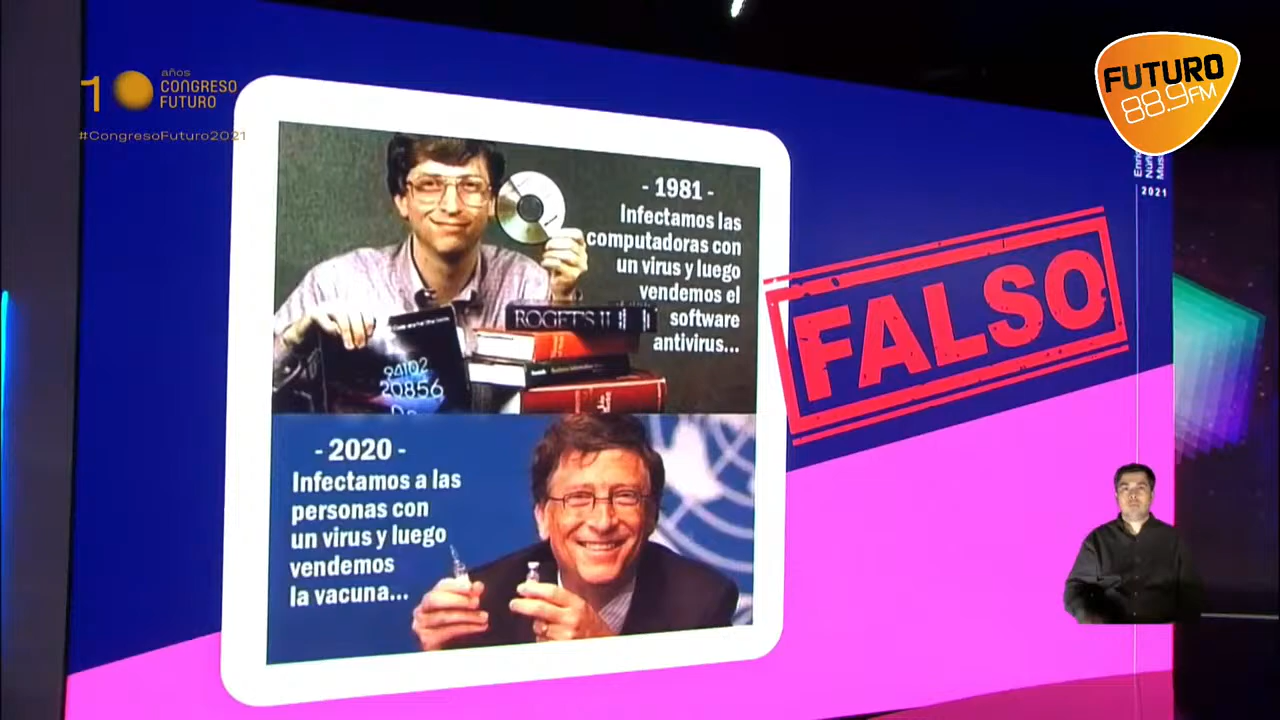 10 años
CONGRESO
FUTURO
#CongresoFuturo2021
FUTURO
88.9FM
2021
- 1981 -
Infectamos las
computadoras con
un virus y luego
vendemos el
software
antivirus...
ROGET'S II
94102
20856
FALSO
- 2020 -
Infectamos a las
personas con
un virus y luego
vendemos
la vacuna...